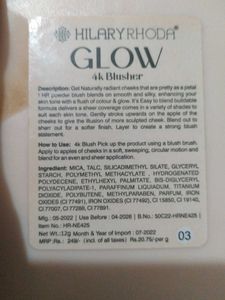 HILARYRHODA
GLOW
4k Blusher
Description: Get Naturally radiant cheeks that are pretty as a petal
! HR powder blush blends on smooth and silky, enhancing your
skin tone with a flush of colour & glow. It's Easy to blend buildable
formula delivers a sheer coverage comes in a variety of shades to
suit each skin tone. Gently stroke upwards on the apple of the
cheeks to give the illusion of more sculpted cheek. Blend out to
sharr out for a softer finish. Layer to create a strong blush
statement.
How to Use: 4k Blush Pick up the product using a blush brush.
Apply to apples of cheeks in a soft, sweeping, circular motion and
blend for an even and sheer application.
Ingredient: MICA, TALC, SILICADIMETHYL SILATE, GLYCERYL
STARCH, POLYMETHYL METHACYLATE , HYDROGENATED
POLYDECENE, ETHYLHEXYL PALMITATE, BIS-DIGLYCERYL
POLYACYLADIPATE-1, PARAFFINUM LIQUIDUM, TITANIUM
DIOXIDE, POLYBUTENE, METHYLPARABEN, PARFUM, IRON
OXIDES (CI 77491), IRON OXIDES (CI 77492), CI 15850, CI 19140,
CI 77007, CI 77288, CI 77891.
Mfg.: 05-2022 | Use Before : 04-2026 | B.No.: 50C22-HRNE425
Item No.: HR-NE425
Net Us.:12g Month & Year of Import : 07-2022
MRP.:Rs.: 249/- (incl. of all taxes) Rs.20.75/- per g
03